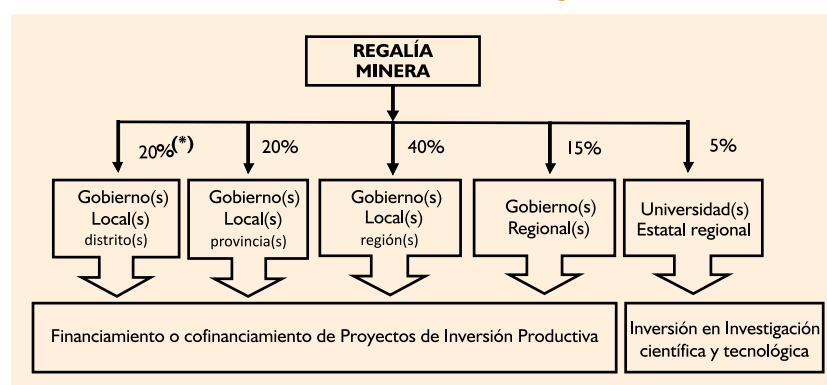 REGALÍA
MINERA
20%(*)
20%
40%
15%
5%
Gobierno(s)
Local(s)
distrito(s)
Gobierno(s)
Local(s)
provincia(s)
Gobierno(s)
Local(s)
región(s)
Gobierno(s)
Regional(s)
Universidad(s)
Estatal regional
Financiamiento o cofinanciamiento de Proyectos de Inversión Productiva
Inversión en Investigación
científica y tecnológica